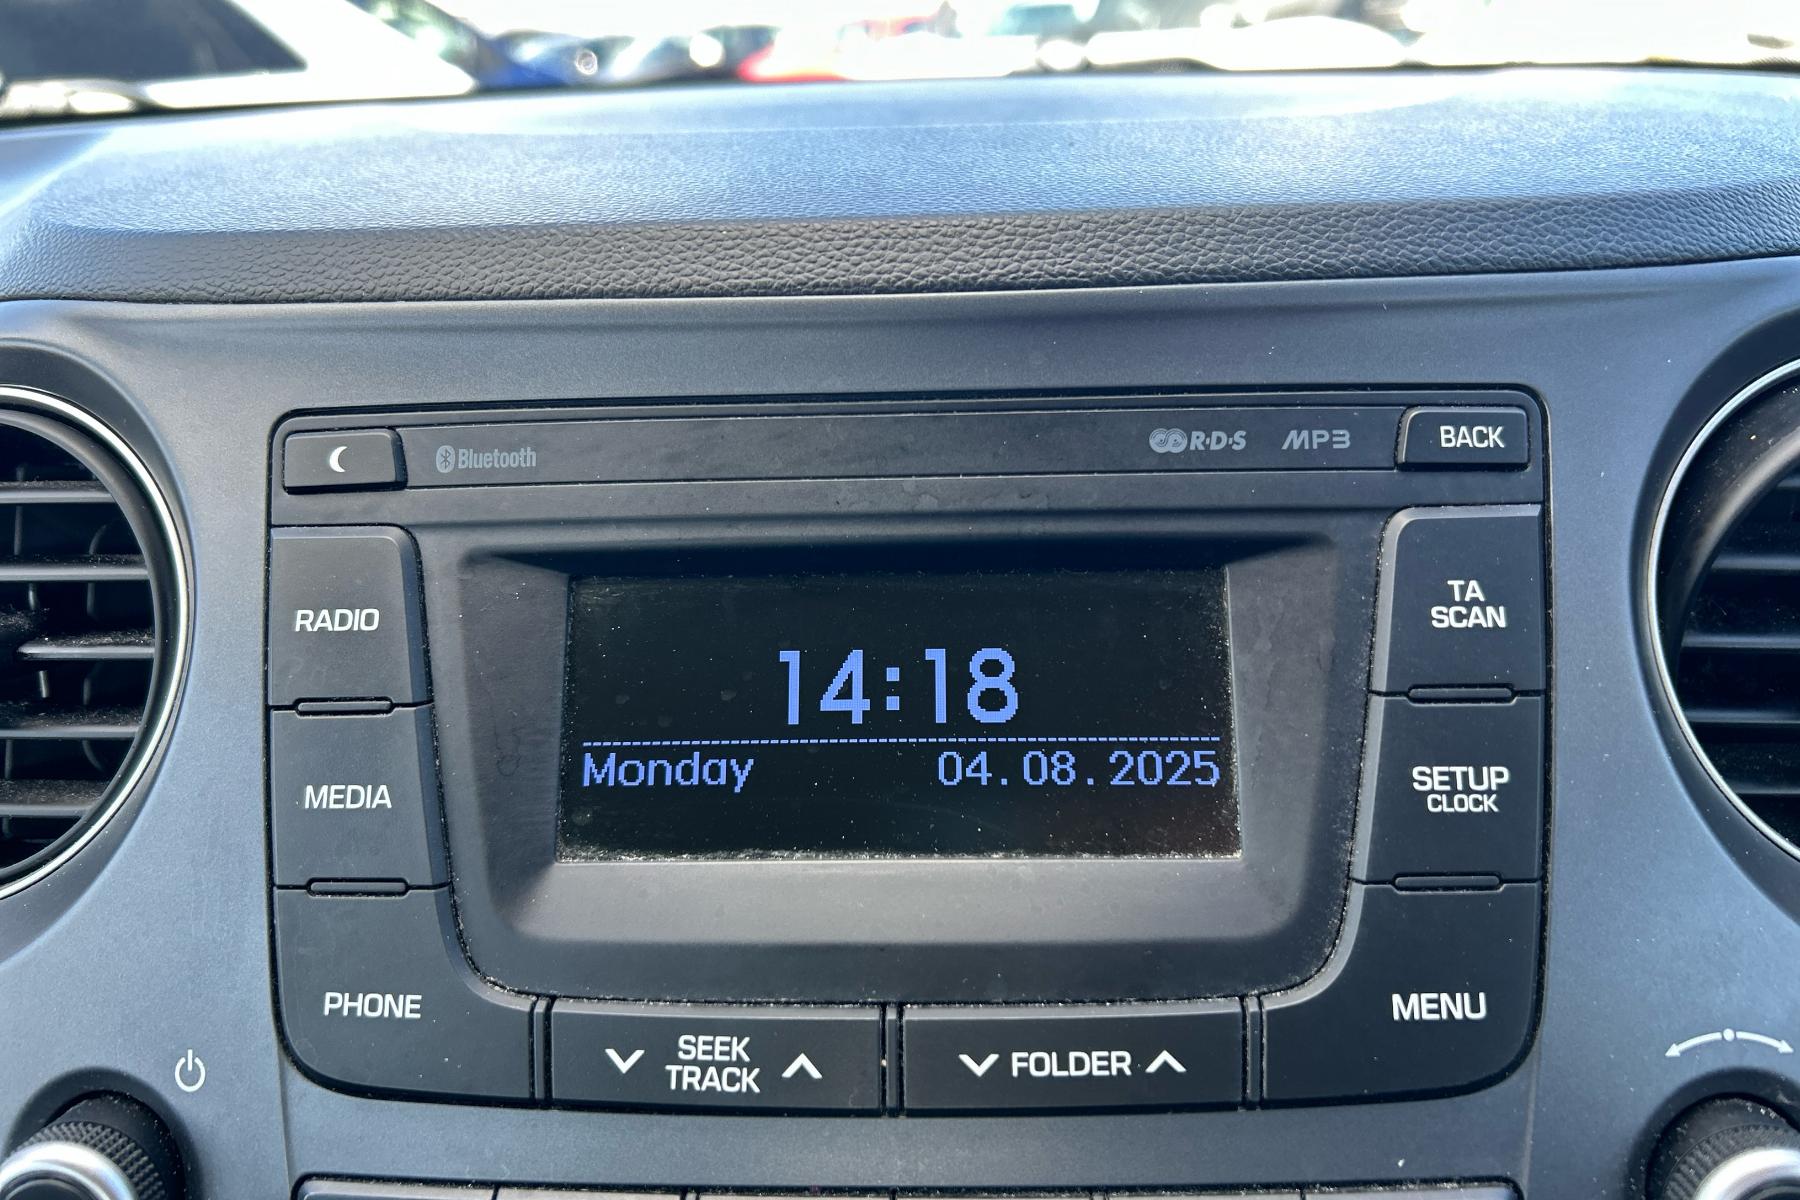 Bluetooth
R·D·S MP3
BACK
RADIO
MEDIA
PHONE
14:18
Monday 04.08.2025
TA
SCAN
SETUP
CLOCK
MENU
SEEK
TRACK
FOLDER